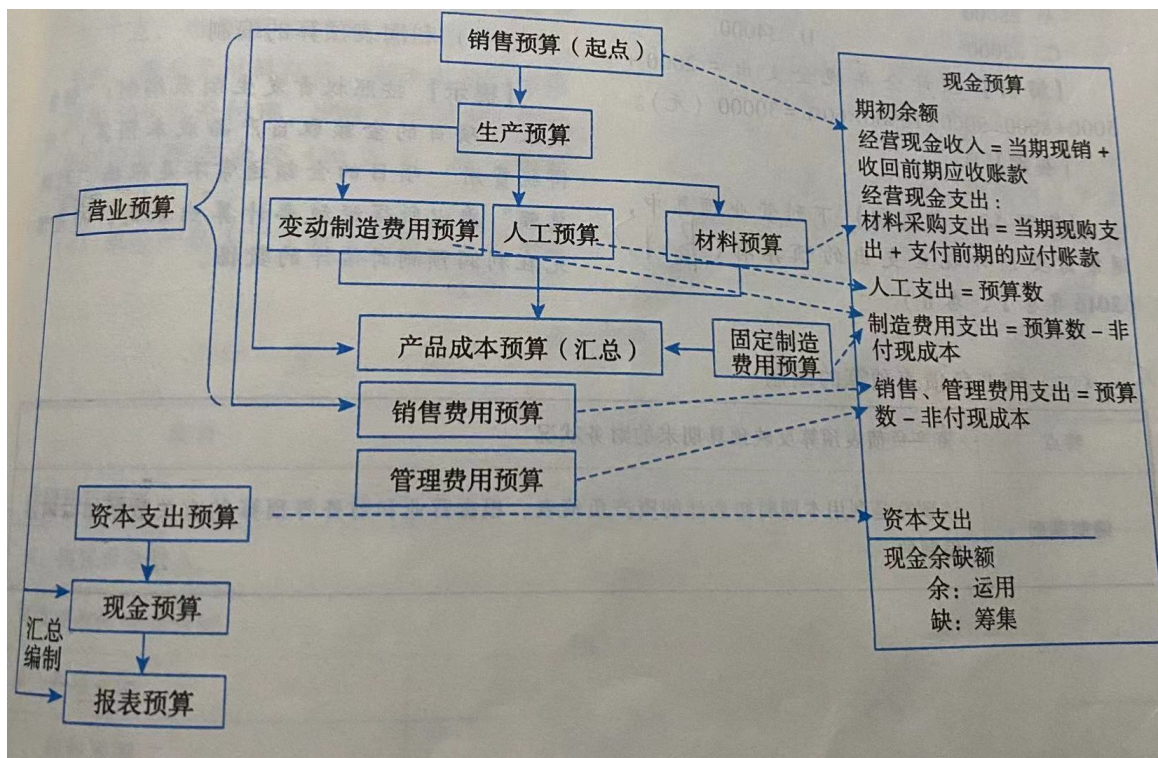 销售预算（起点）
生产预算
营业预算
变动制造费用预算
人工预算
材料预算
产品成本预算（汇总）
固定制造
费用预算
销售费用预算
管理费用预算
资本支出预算
现金预算
汇总
编制
报表预算
现金预算
期初余额
经营现金收入＝当期现销＋
收回前期应收账款
经营现金支出：
材料采购支出＝当期现购支
出＋支付前期的应付账款
人工支出＝预算数
制造费用支出＝预算数－非
付现成本
销售、管理费用支出＝预算
数－非付现成本
资本支出
现金余缺额
余：运用
缺：筹集